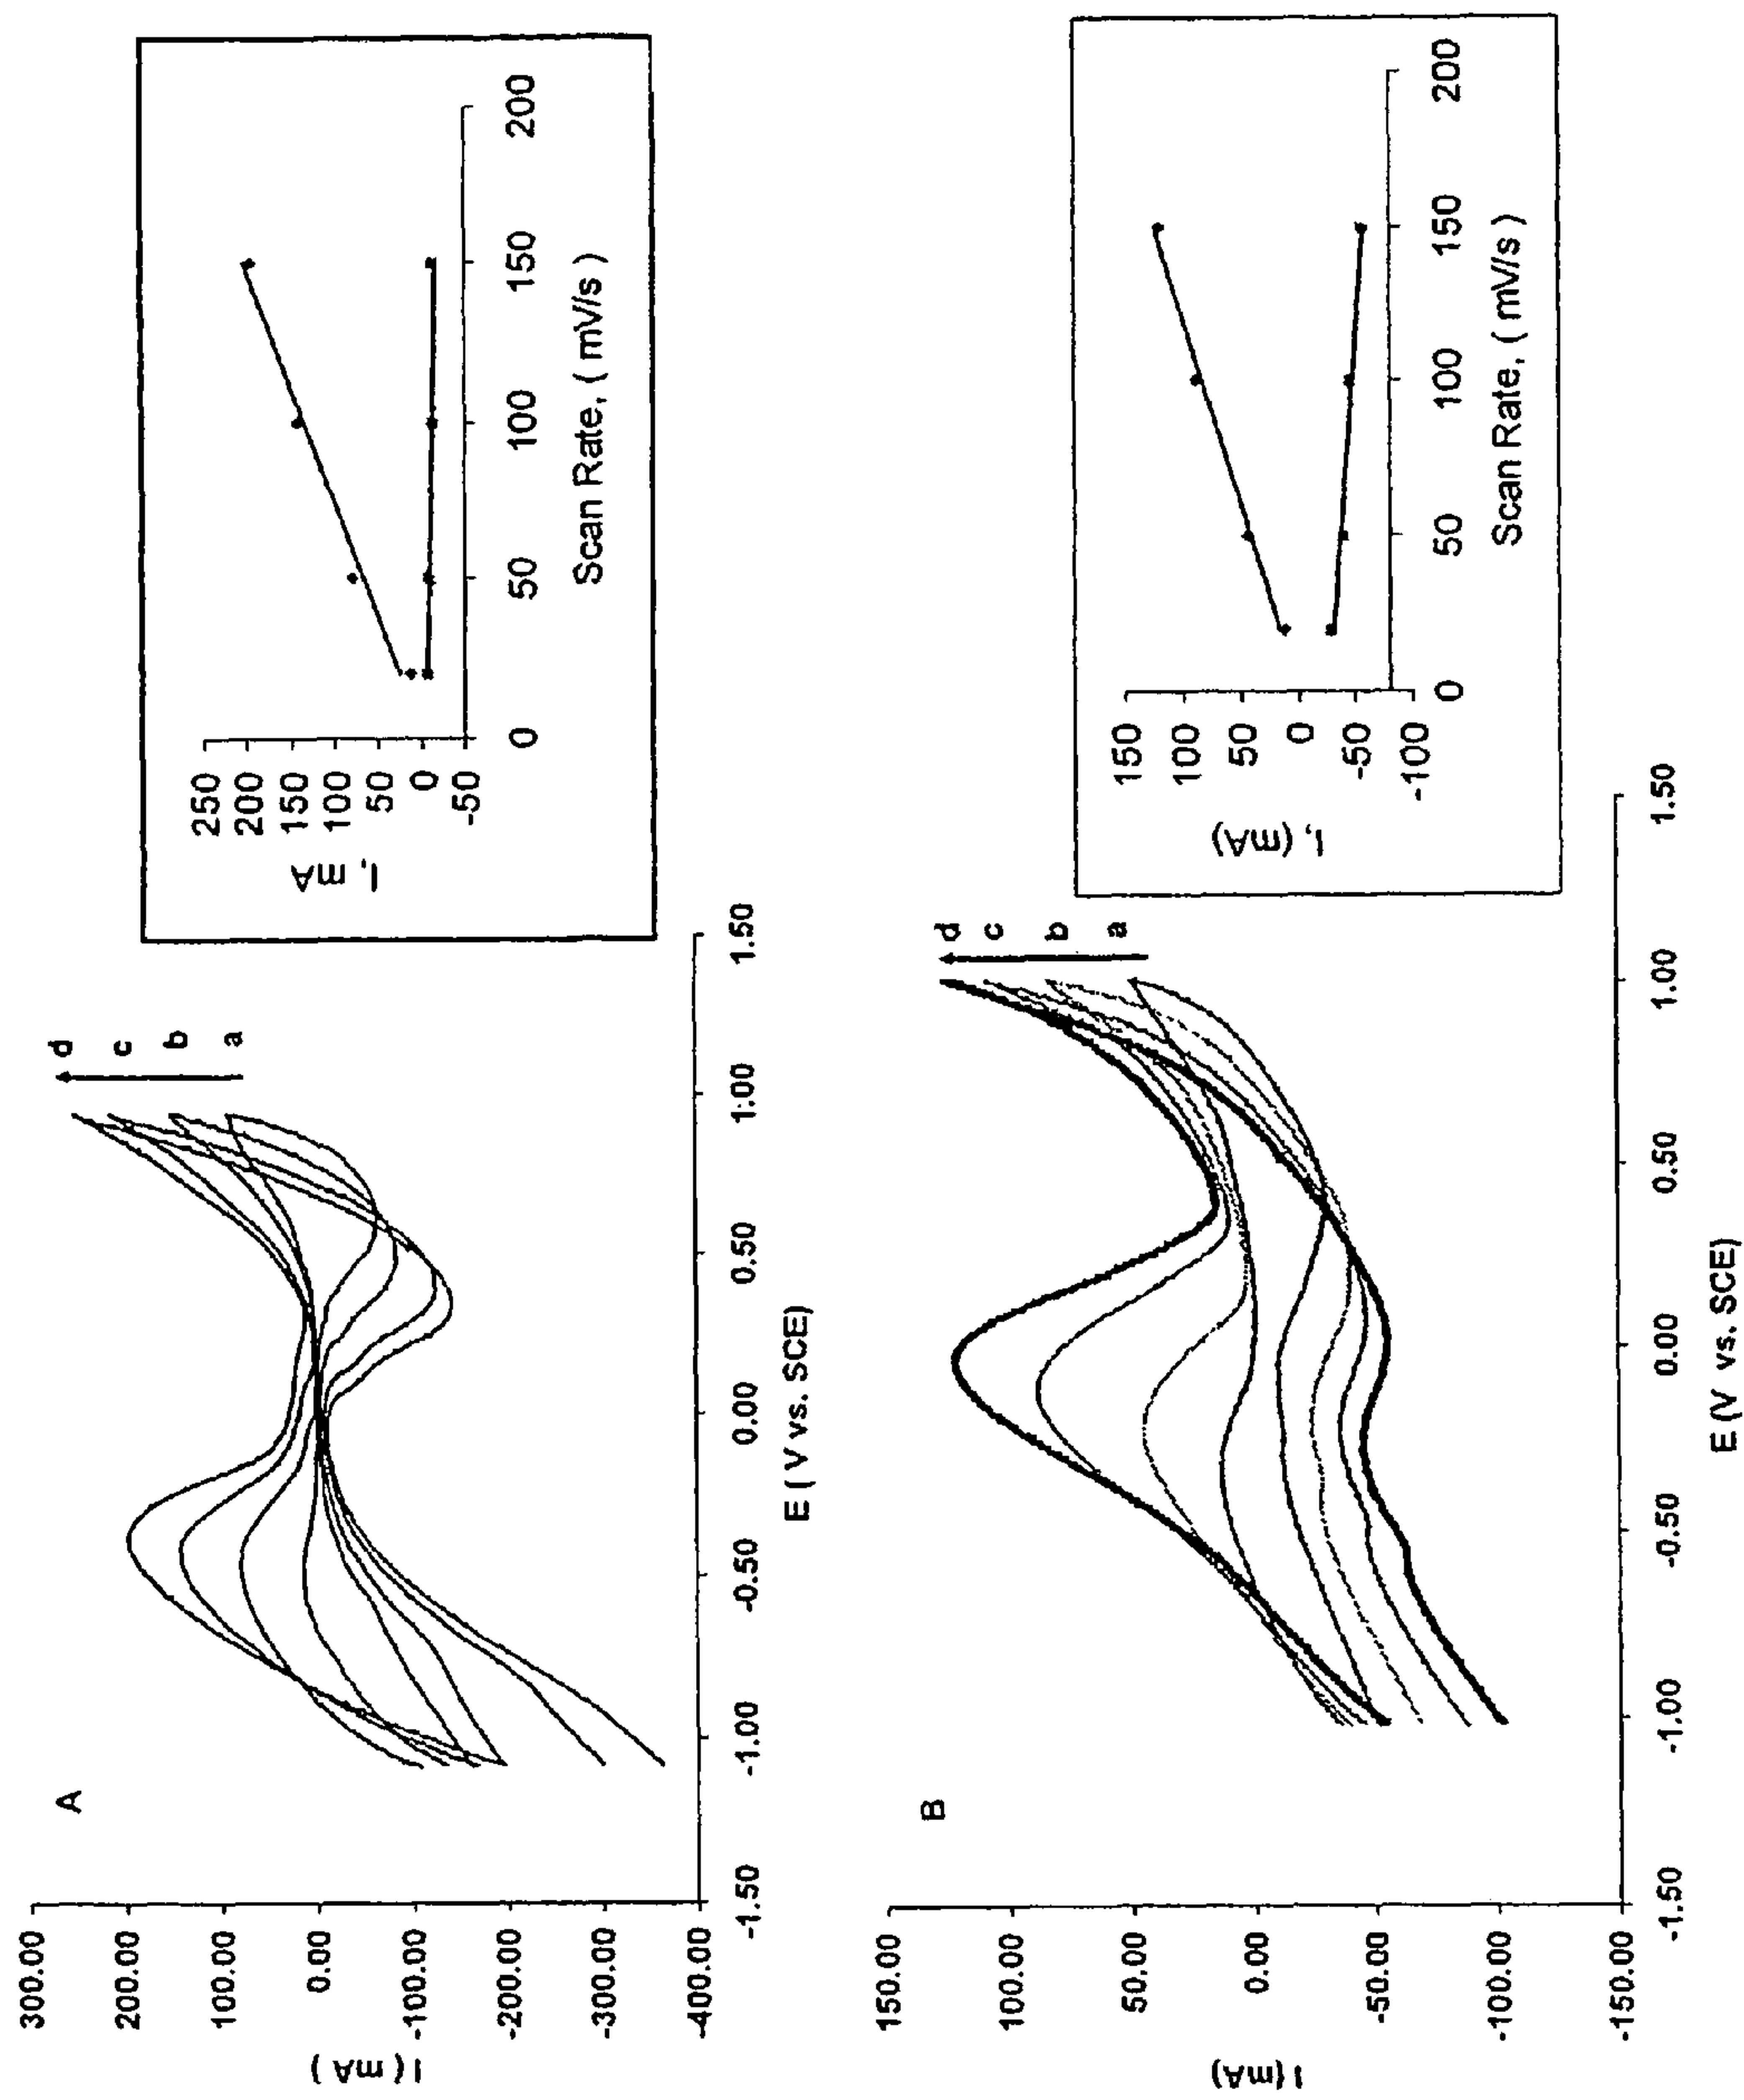 A
I ( mA )
300.00
200.00
100.00
0.00
-100.00
-200.00
-300.00
-400.00
-1.50
-1.00
-0.50
0.00
0.50
1.00
1.50
E ( V vs. SCE)
d
c
b
a
I, mA
250
200
150
100
50
0
-50
0
50
100
150
200
Scan Rate, ( mV/s )
B
I (mA)
150.00
100.00
50.00
0.00
-50.00
-100.00
-150.00
-1.50
-1.00
-0.50
0.00
0.50
1.00
1.50
E (V vs. SCE)
d
c
b
a
I, (mA)
150
100
50
0
-50
-100
0
50
100
150
200
Scan Rate, ( mV/s )